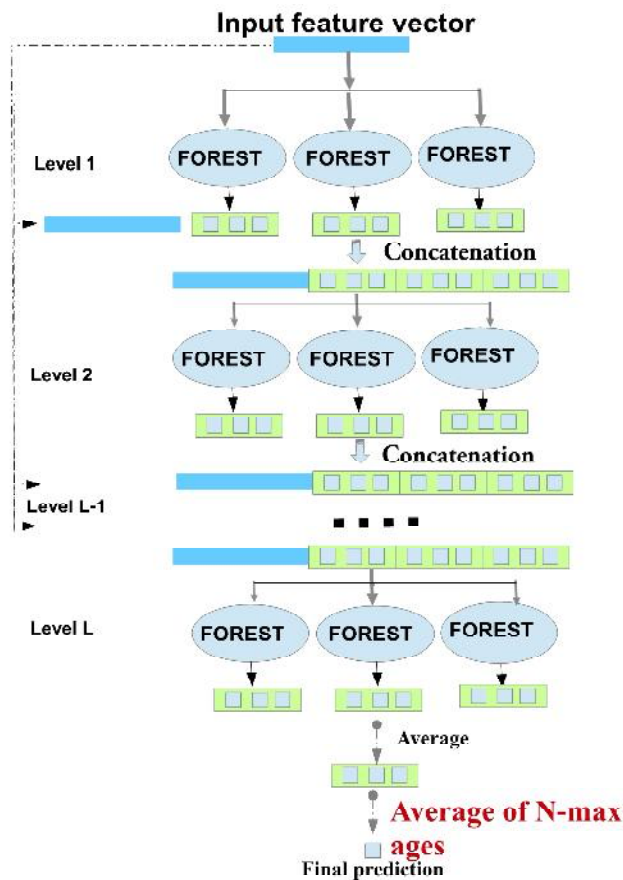 Input feature vector
FOREST FOREST FOREST
Level 1
Concatenation
FOREST FOREST FOREST
Level 2
Concatenation
Level L-1
FOREST FOREST FOREST
Level L
Average
Average of N-max
ages
Final prediction